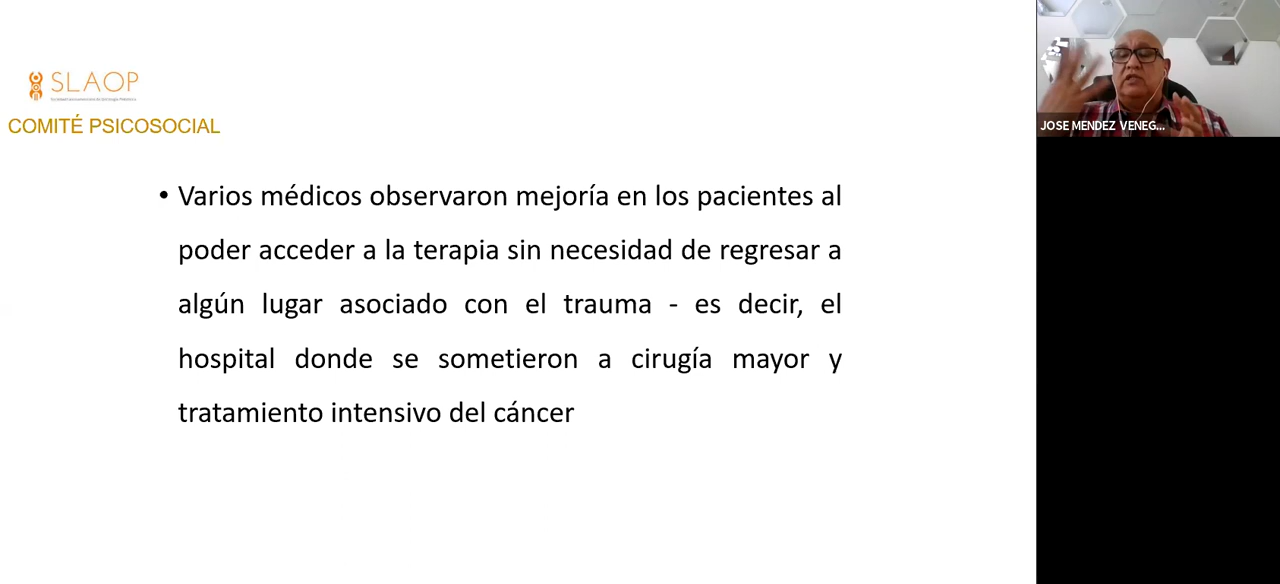 SLAOP
COMITÉ PSICOSOCIAL
• Varios médicos observaron mejoría en los pacientes al
poder acceder a la terapia sin necesidad de regresar a
algún lugar asociado con el trauma - es decir, el
hospital donde se sometieron a cirugía mayor y
tratamiento intensivo del cáncer
JOSE MENDEZ VENEG...